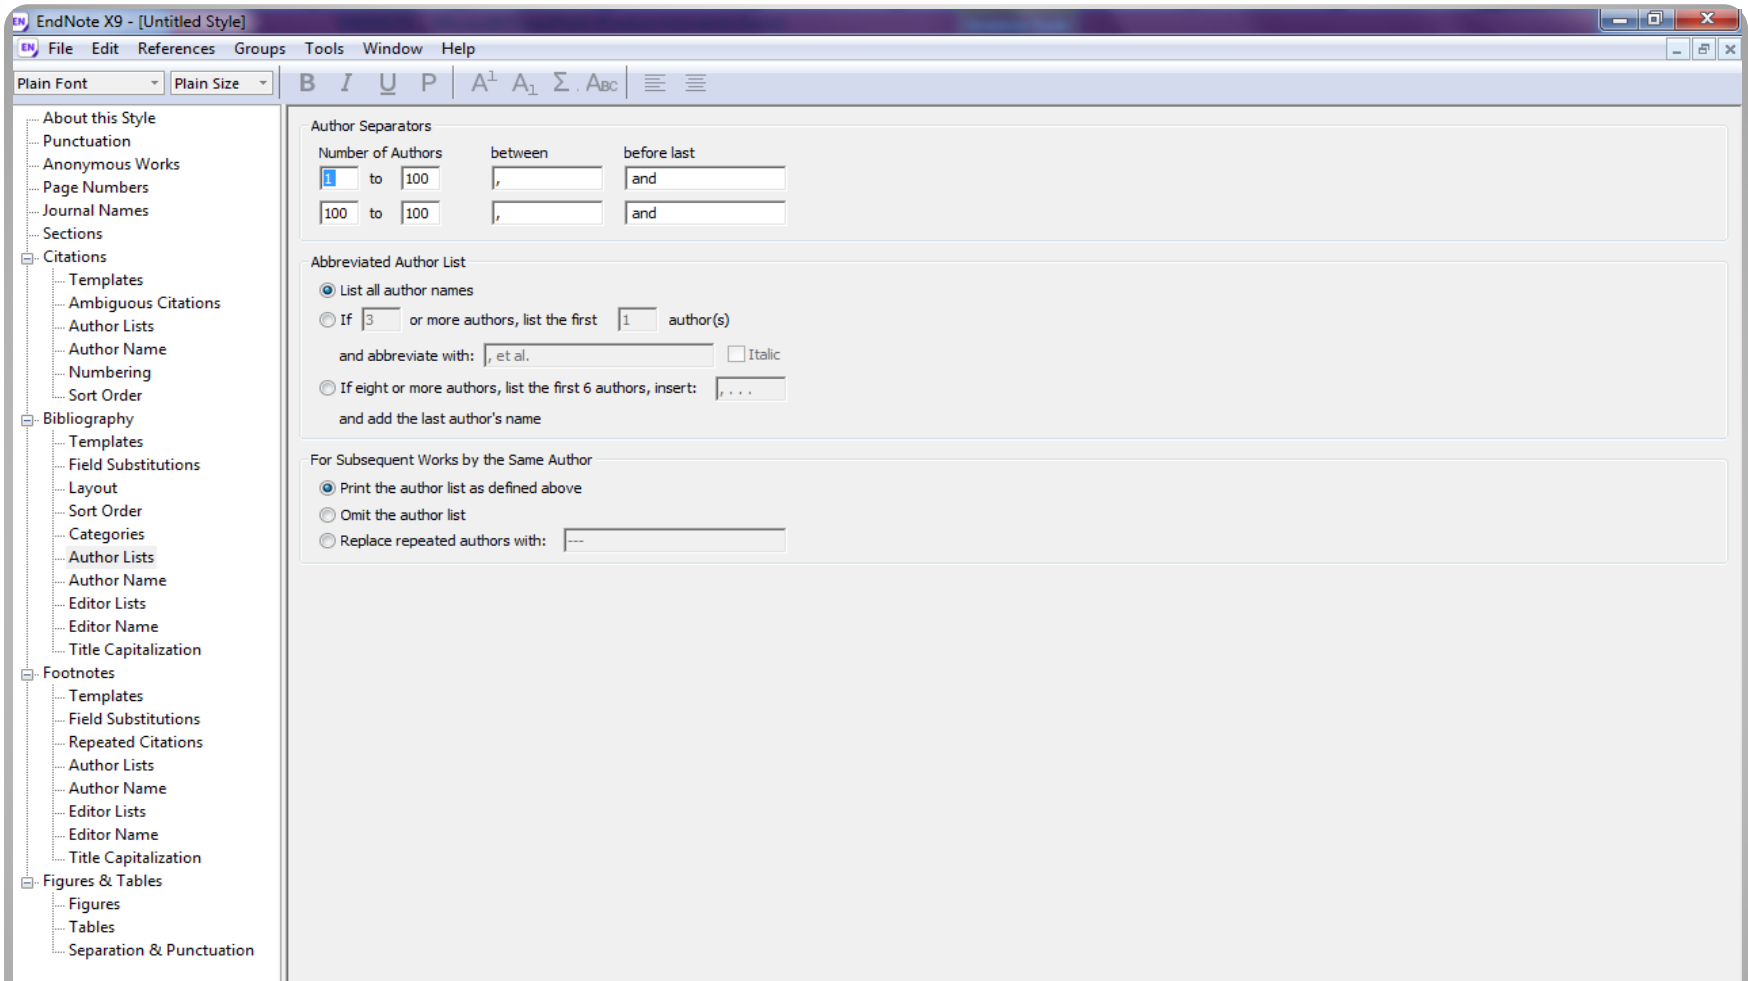 EndNote X9 - [Untitled Style]
File Edit References Groups Tools Window Help
Plain Font Plain Size B I U P A1 A1 Σ ABC
About this Style
Punctuation
Anonymous Works
Page Numbers
Journal Names
Sections
Citations
Templates
Ambiguous Citations
Author Lists
Author Name
Numbering
Sort Order
Bibliography
Templates
Field Substitutions
Layout
Sort Order
Categories
Author Lists
Author Name
Editor Lists
Editor Name
Title Capitalization
Footnotes
Templates
Field Substitutions
Repeated Citations
Author Lists
Author Name
Editor Lists
Editor Name
Title Capitalization
Figures & Tables
Figures
Tables
Separation & Punctuation
Author Separators
Number of Authors between before last
1 to 100 , and
100 to 100 , and
Abbreviated Author List
List all author names
If 3 or more authors, list the first 1 author(s)
and abbreviate with: , et al. Italic
If eight or more authors, list the first 6 authors, insert: , . . .
and add the last author's name
For Subsequent Works by the Same Author
Print the author list as defined above
Omit the author list
Replace repeated authors with: ---